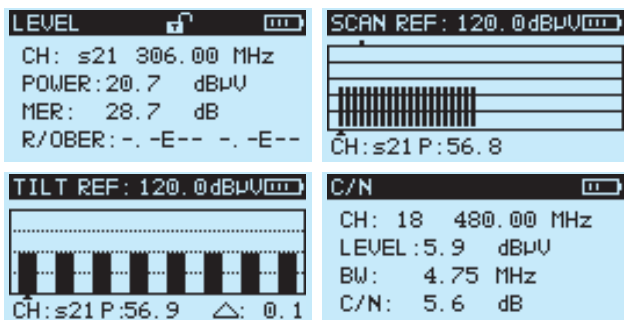 LEVEL
CH: s21 306.00 MHz
POWER:20.7 dBµV
MER: 28.7 dB
R/OBER:-.-E-- -.-E--
SCAN REF: 120.0dBµV
CH:s21 P:56.8
TILT REF: 120.0dBµV
CH:s21 P:56.9 △: 0.1
C/N
CH: 18 480.00 MHz
LEVEL:5.9 dBµV
BW: 4.75 MHz
C/N: 5.6 dB